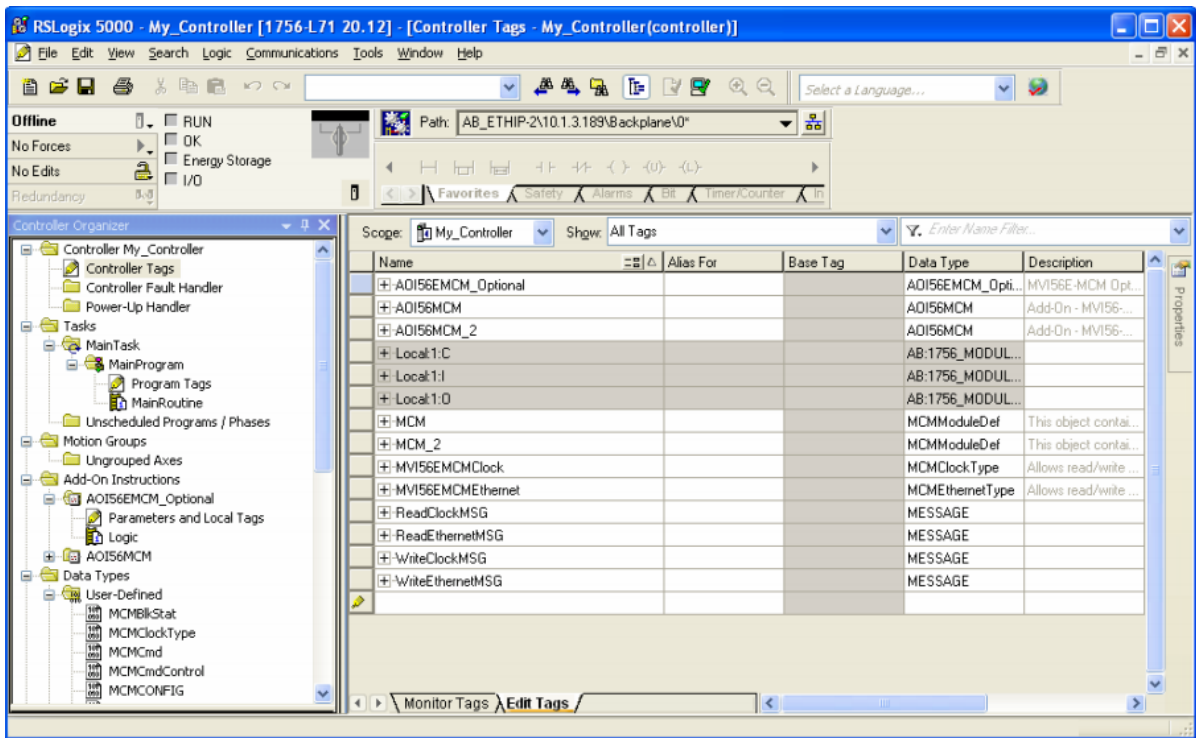 RSLogix 5000 - My_Controller [1756-L71 20.12] - [Controller Tags - My_Controller(controller)]
File Edit View Search Logic Communications Tools Window Help
Select a Language...
Offline
RUN
No Forces
OK
No Edits
Energy Storage
Redundancy
I/O
Path: AB_ETHIP-2\10.1.3.189\Backplane\0*
Favorites Safety Alarms Bit Timer/Counter In
Controller Organizer
Controller My_Controller
Controller Tags
Controller Fault Handler
Power-Up Handler
Tasks
MainTask
MainProgram
Program Tags
MainRoutine
Unscheduled Programs / Phases
Motion Groups
Ungrouped Axes
Add-On Instructions
AOI56EMCM_Optional
Parameters and Local Tags
Logic
AOI56MCM
Data Types
User-Defined
MCMBlkStat
MCMClockType
MCMCmd
MCMCmdControl
MCMCONFIG
Scope: My_Controller Show: All Tags Enter Name Filter...
Name Alias For Base Tag Data Type Description
AOI56EMCM_Optional AOI56EMCM_Opti... MVI56E-MCM Opt...
AOI56MCM AOI56MCM Add-On - MVI56-...
AOI56MCM_2 AOI56MCM Add-On - MVI56-...
Local:1:C AB:1756_MODUL...
Local:1:I AB:1756_MODUL...
Local:1:O AB:1756_MODUL...
MCM MCMModuleDef This object contai...
MCM_2 MCMModuleDef This object contai...
MVI56EMCMClock MCMClockType Allows read/write ...
MVI56EMCMEthernet MCMEthernetType Allows read/write ...
ReadClockMSG MESSAGE
ReadEthernetMSG MESSAGE
WriteClockMSG MESSAGE
WriteEthernetMSG MESSAGE
Properties
Monitor Tags Edit Tags